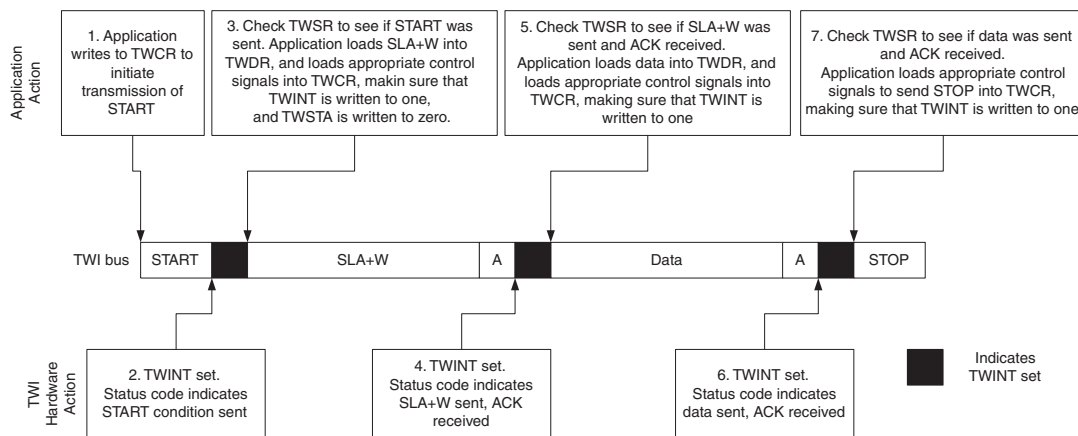 Application
Action
1. Application
writes to TWCR to
initiate
transmission of
START
3. Check TWSR to see if START was
sent. Application loads SLA+W into
TWDR, and loads appropriate control
signals into TWCR, makin sure that
TWINT is written to one,
and TWSTA is written to zero.
5. Check TWSR to see if SLA+W was
sent and ACK received.
Application loads data into TWDR, and
loads appropriate control signals into
TWCR, making sure that TWINT is
written to one
7. Check TWSR to see if data was sent
and ACK received.
Application loads appropriate control
signals to send STOP into TWCR,
making sure that TWINT is written to one
TWI bus
START
SLA+W
A
Data
A
STOP
TWI
Hardware
Action
2. TWINT set.
Status code indicates
START condition sent
4. TWINT set.
Status code indicates
SLA+W sent, ACK
received
6. TWINT set.
Status code indicates
data sent, ACK received
Indicates
TWINT set